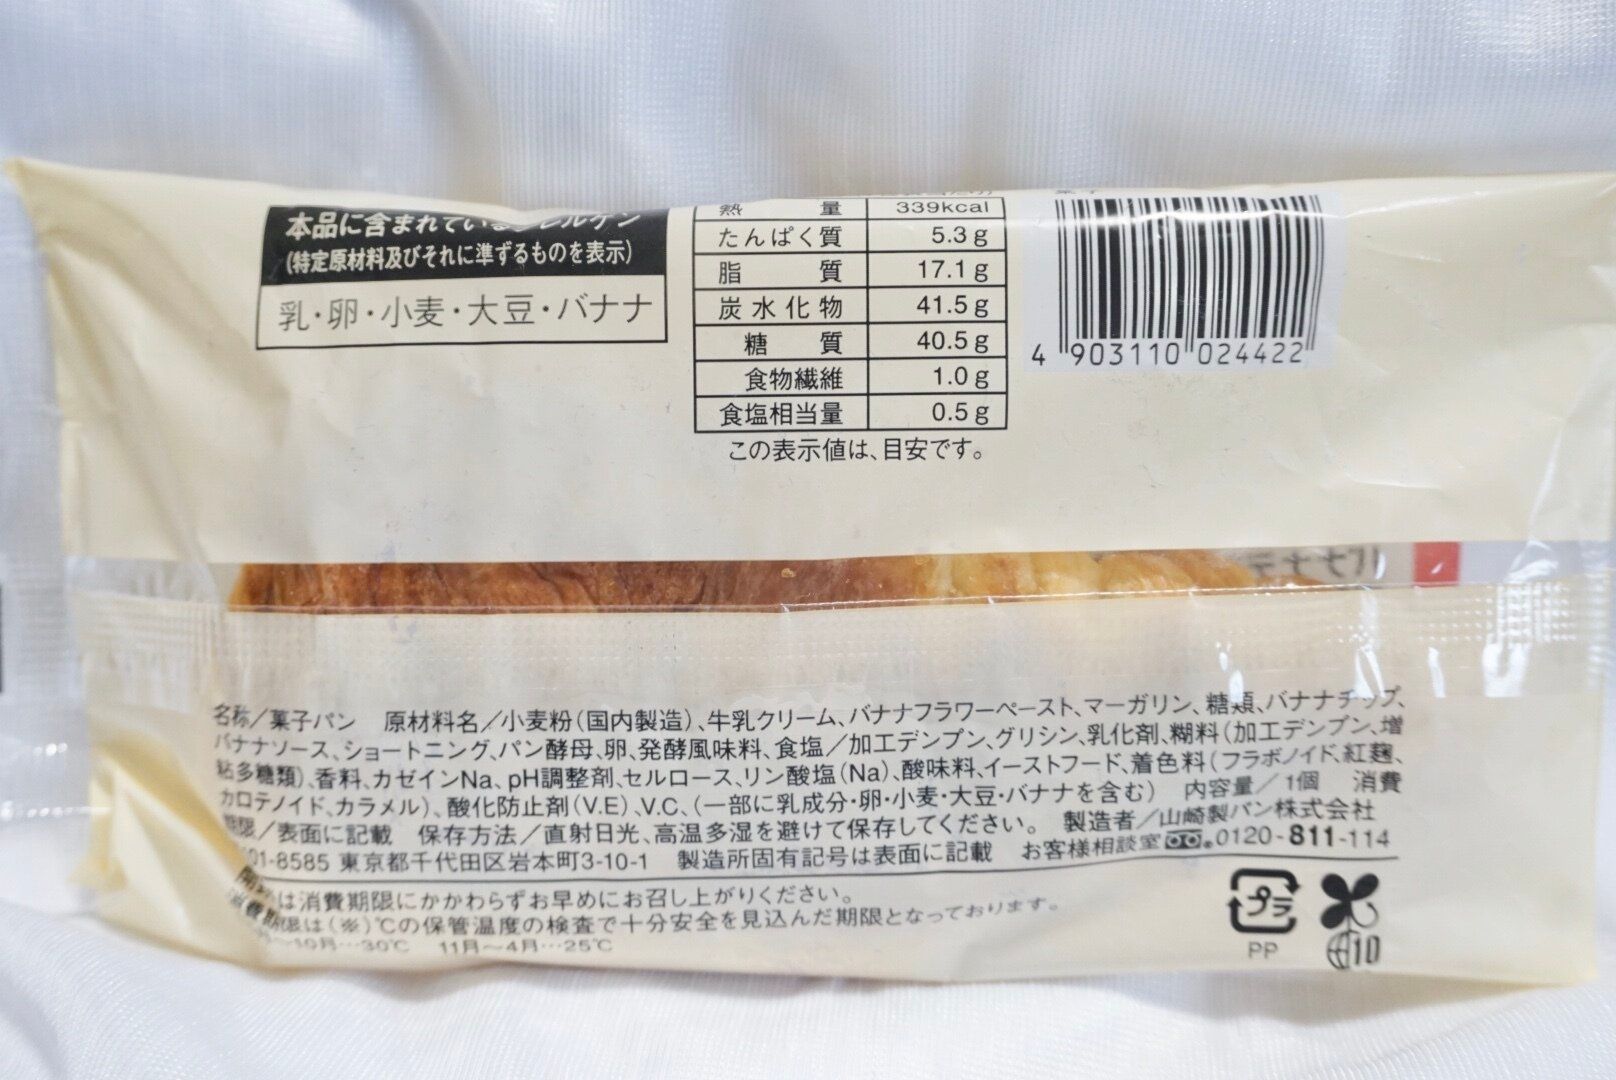 本品に含まれている
(特定原材料及びそれに準ずるものを表示)
乳・卵・小麦・大豆・バナナ
熱量 339kcal
たんぱく質 5.3g
脂質 17.1g
炭水化物 41.5g
糖質 40.5g
食物繊維 1.0g
食塩相当量 0.5g
この表示値は、目安です。
4 903110 024422
名称/菓子パン 原材料名/小麦粉(国内製造)、牛乳クリーム、バナナフラワーペースト、マーガリン、糖類、バナナチップ、
バナナソース、ショートニング、パン酵母、卵、発酵風味料、食塩/加工デンプン、グリシン、乳化剤、糊料(加工デンプン、増
粘多糖類)、香料、カゼインNa、pH調整剤、セルロース、リン酸塩(Na)、酸味料、イーストフード、着色料(フラボノイド、紅麹、
カロテノイド、カラメル)、酸化防止剤(V.E)、V.C、(一部に乳成分・卵・小麦・大豆・バナナを含む) 内容量/1個 消費
期限/表面に記載 保存方法/直射日光、高温多湿を避けて保存してください。 製造者/山崎製パン株式会社
01-8585 東京都千代田区岩本町3-10-1 製造所固有記号は表面に記載 お客様相談室 0120-811-114
は消費期限にかかわらずお早めにお召し上がりください。
消費期限は(※)℃の保管温度の検査で十分安全を見込んだ期限となっております。
～10月…30℃ 11月～4月…25℃
プラ
PP
10